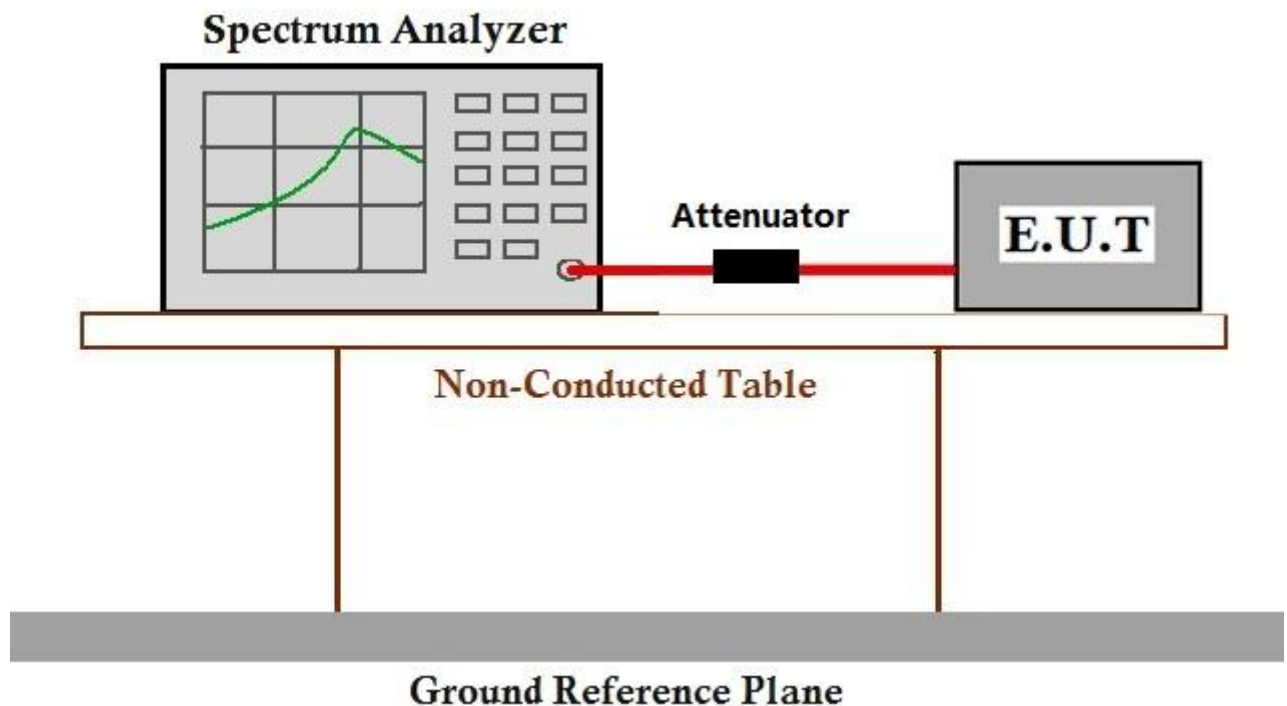 Spectrum Analyzer
Attenuator
E.U.T
Non-Conducted Table
Ground Reference Plane